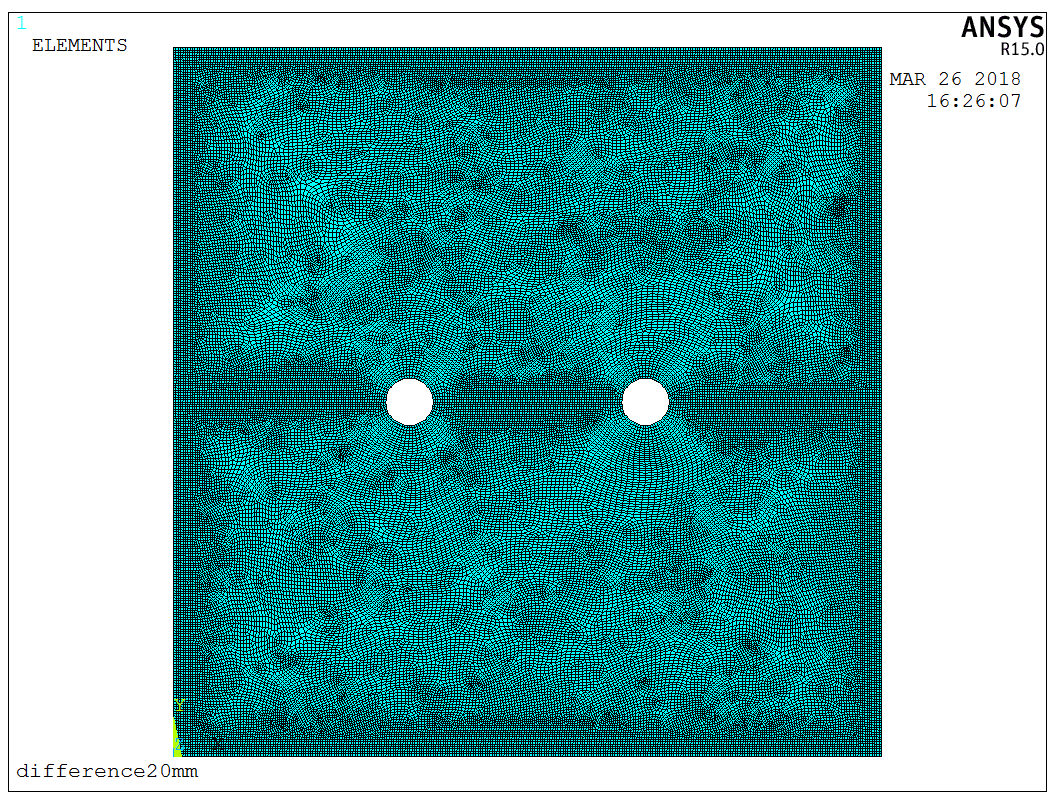 1
ELEMENTS
ANSYS
R15.0
MAR 26 2018
16:26:07
Y
difference20mm